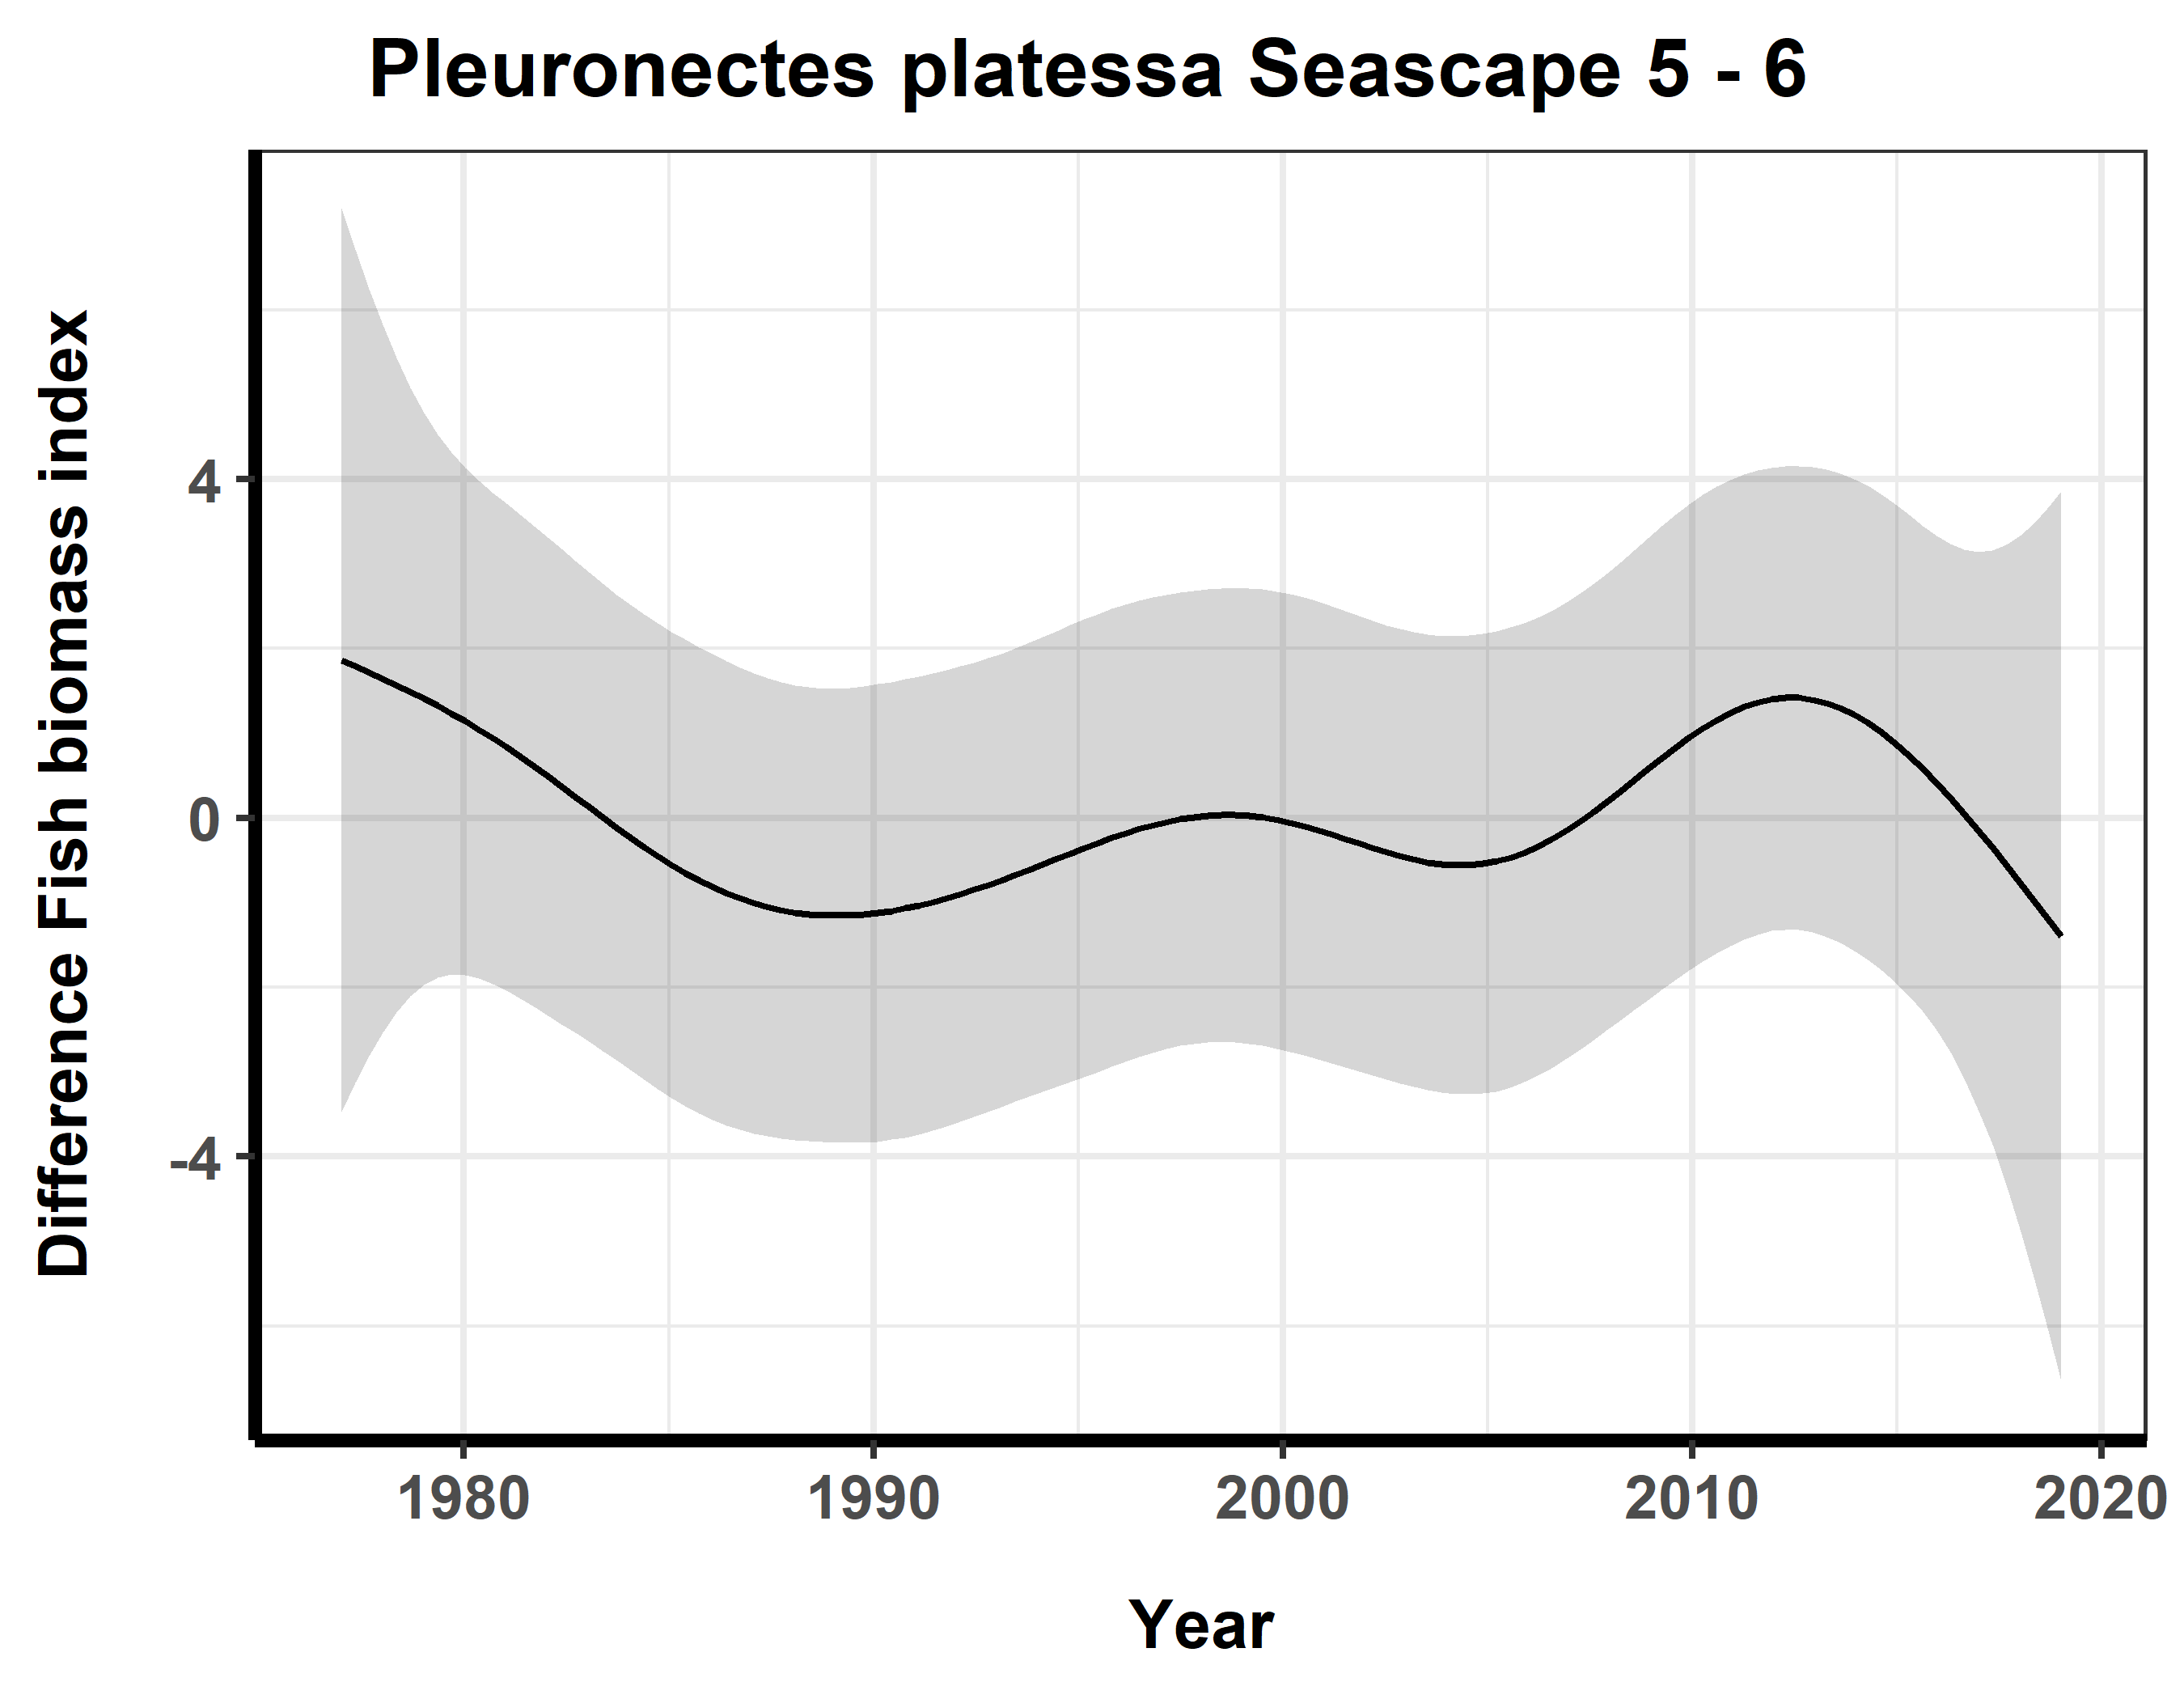 Pleuronectes platessa Seascape 5 - 6
Difference Fish biomass index
4
0
-4
1980 1990 2000 2010 2020
Year